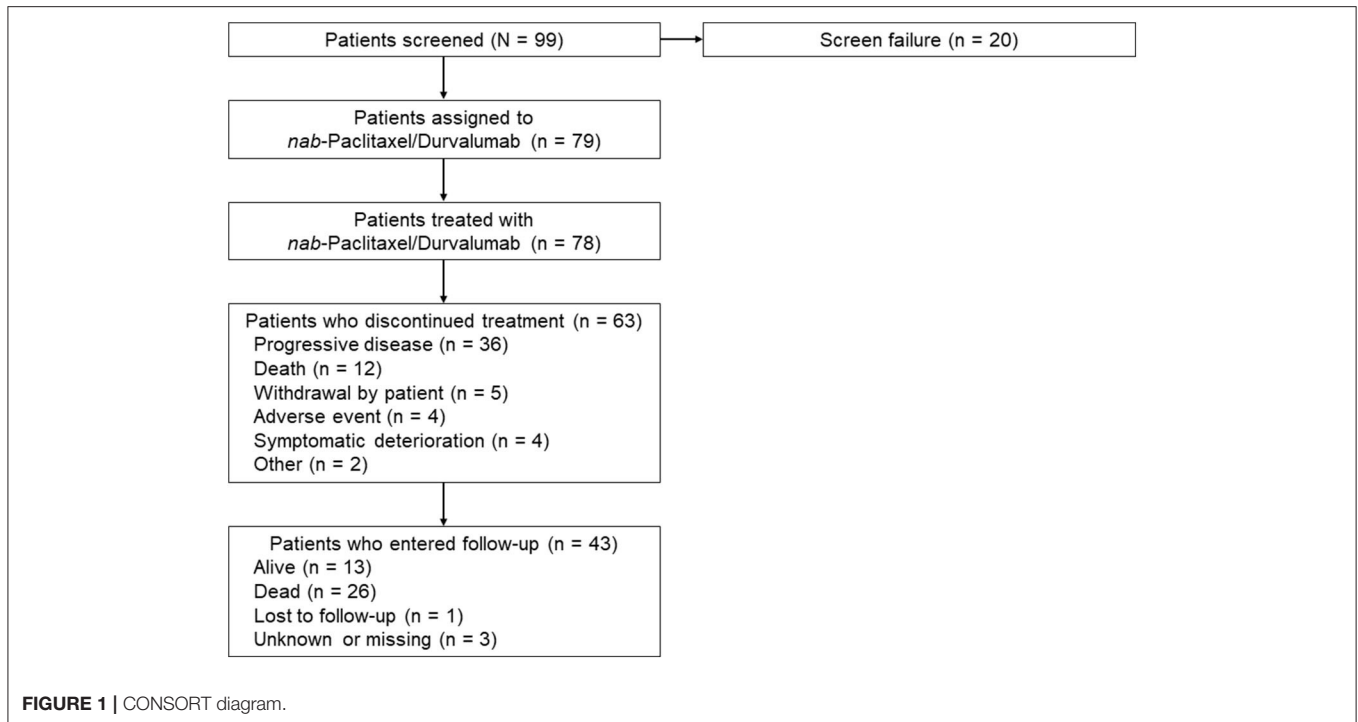 Patients screened (N = 99)
Screen failure (n = 20)
Patients assigned to
nab-Paclitaxel/Durvalumab (n = 79)
Patients treated with
nab-Paclitaxel/Durvalumab (n = 78)
Patients who discontinued treatment (n = 63)
Progressive disease (n = 36)
Death (n = 12)
Withdrawal by patient (n = 5)
Adverse event (n = 4)
Symptomatic deterioration (n = 4)
Other (n = 2)
Patients who entered follow-up (n = 43)
Alive (n = 13)
Dead (n = 26)
Lost to follow-up (n = 1)
Unknown or missing (n = 3)
FIGURE 1 | CONSORT diagram.